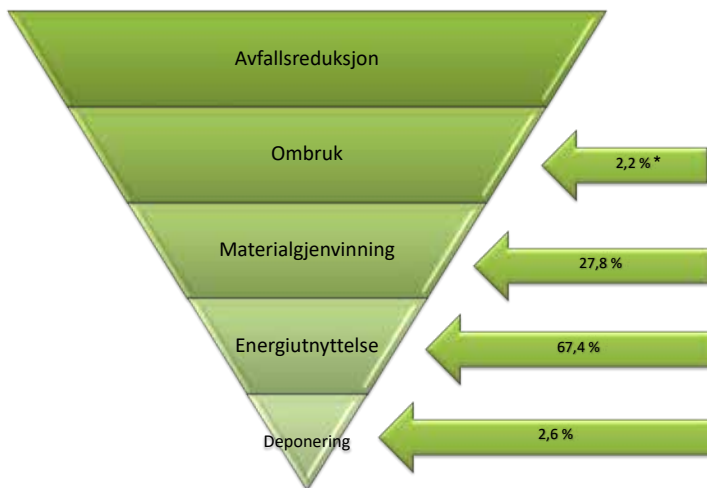 Avfallsreduksjon
Ombruk
2,2 % *
Materialgjenvinning
27,8 %
Energiutnyttelse
67,4 %
Deponering
2,6 %